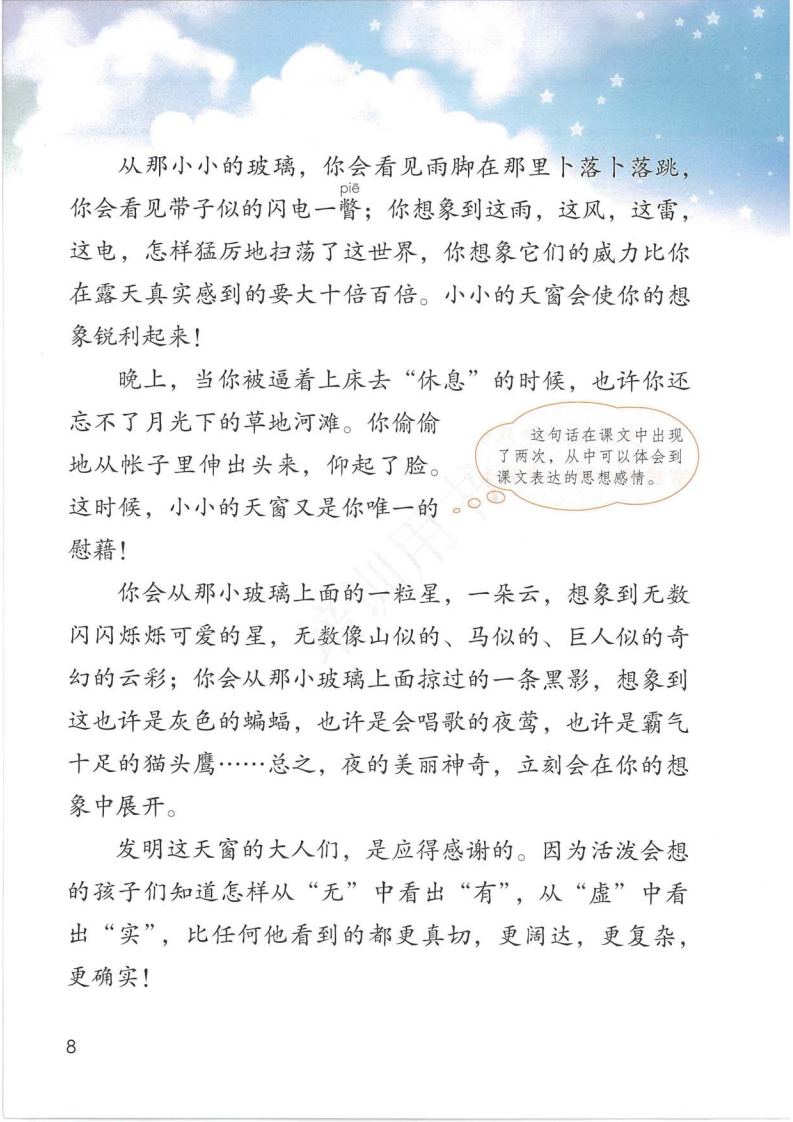 从那小小的玻璃，你会看见雨脚在那里卜落卜落跳，
piē
你会看见带子似的闪电一瞥；你想象到这雨，这风，这雷，
这电，怎样猛厉地扫荡了这世界，你想象它们的威力比你
在露天真实感到的要大十倍百倍。小小的天窗会使你的想
象锐利起来！
晚上，当你被逼着上床去“休息”的时候，也许你还
忘不了月光下的草地河滩。你偷偷
地从帐子里伸出头来，仰起了脸。
这时候，小小的天窗又是你唯一的
慰藉！
这句话在课文中出现
了两次，从中可以体会到
课文表达的思想感情。
你会从那小玻璃上面的一粒星，一朵云，想象到无数
闪闪烁烁可爱的星，无数像山似的、马似的、巨人似的奇
幻的云彩；你会从那小玻璃上面掠过的一条黑影，想象到
这也许是灰色的蝙蝠，也许是会唱歌的夜莺，也许是霸气
十足的猫头鹰……总之，夜的美丽神奇，立刻会在你的想
象中展开。
发明这天窗的大人们，是应得感谢的。因为活泼会想
的孩子们知道怎样从“无”中看出“有”，从“虚”中看
出“实”，比任何他看到的都更真切，更阔达，更复杂，
更确实！
8
培训用书